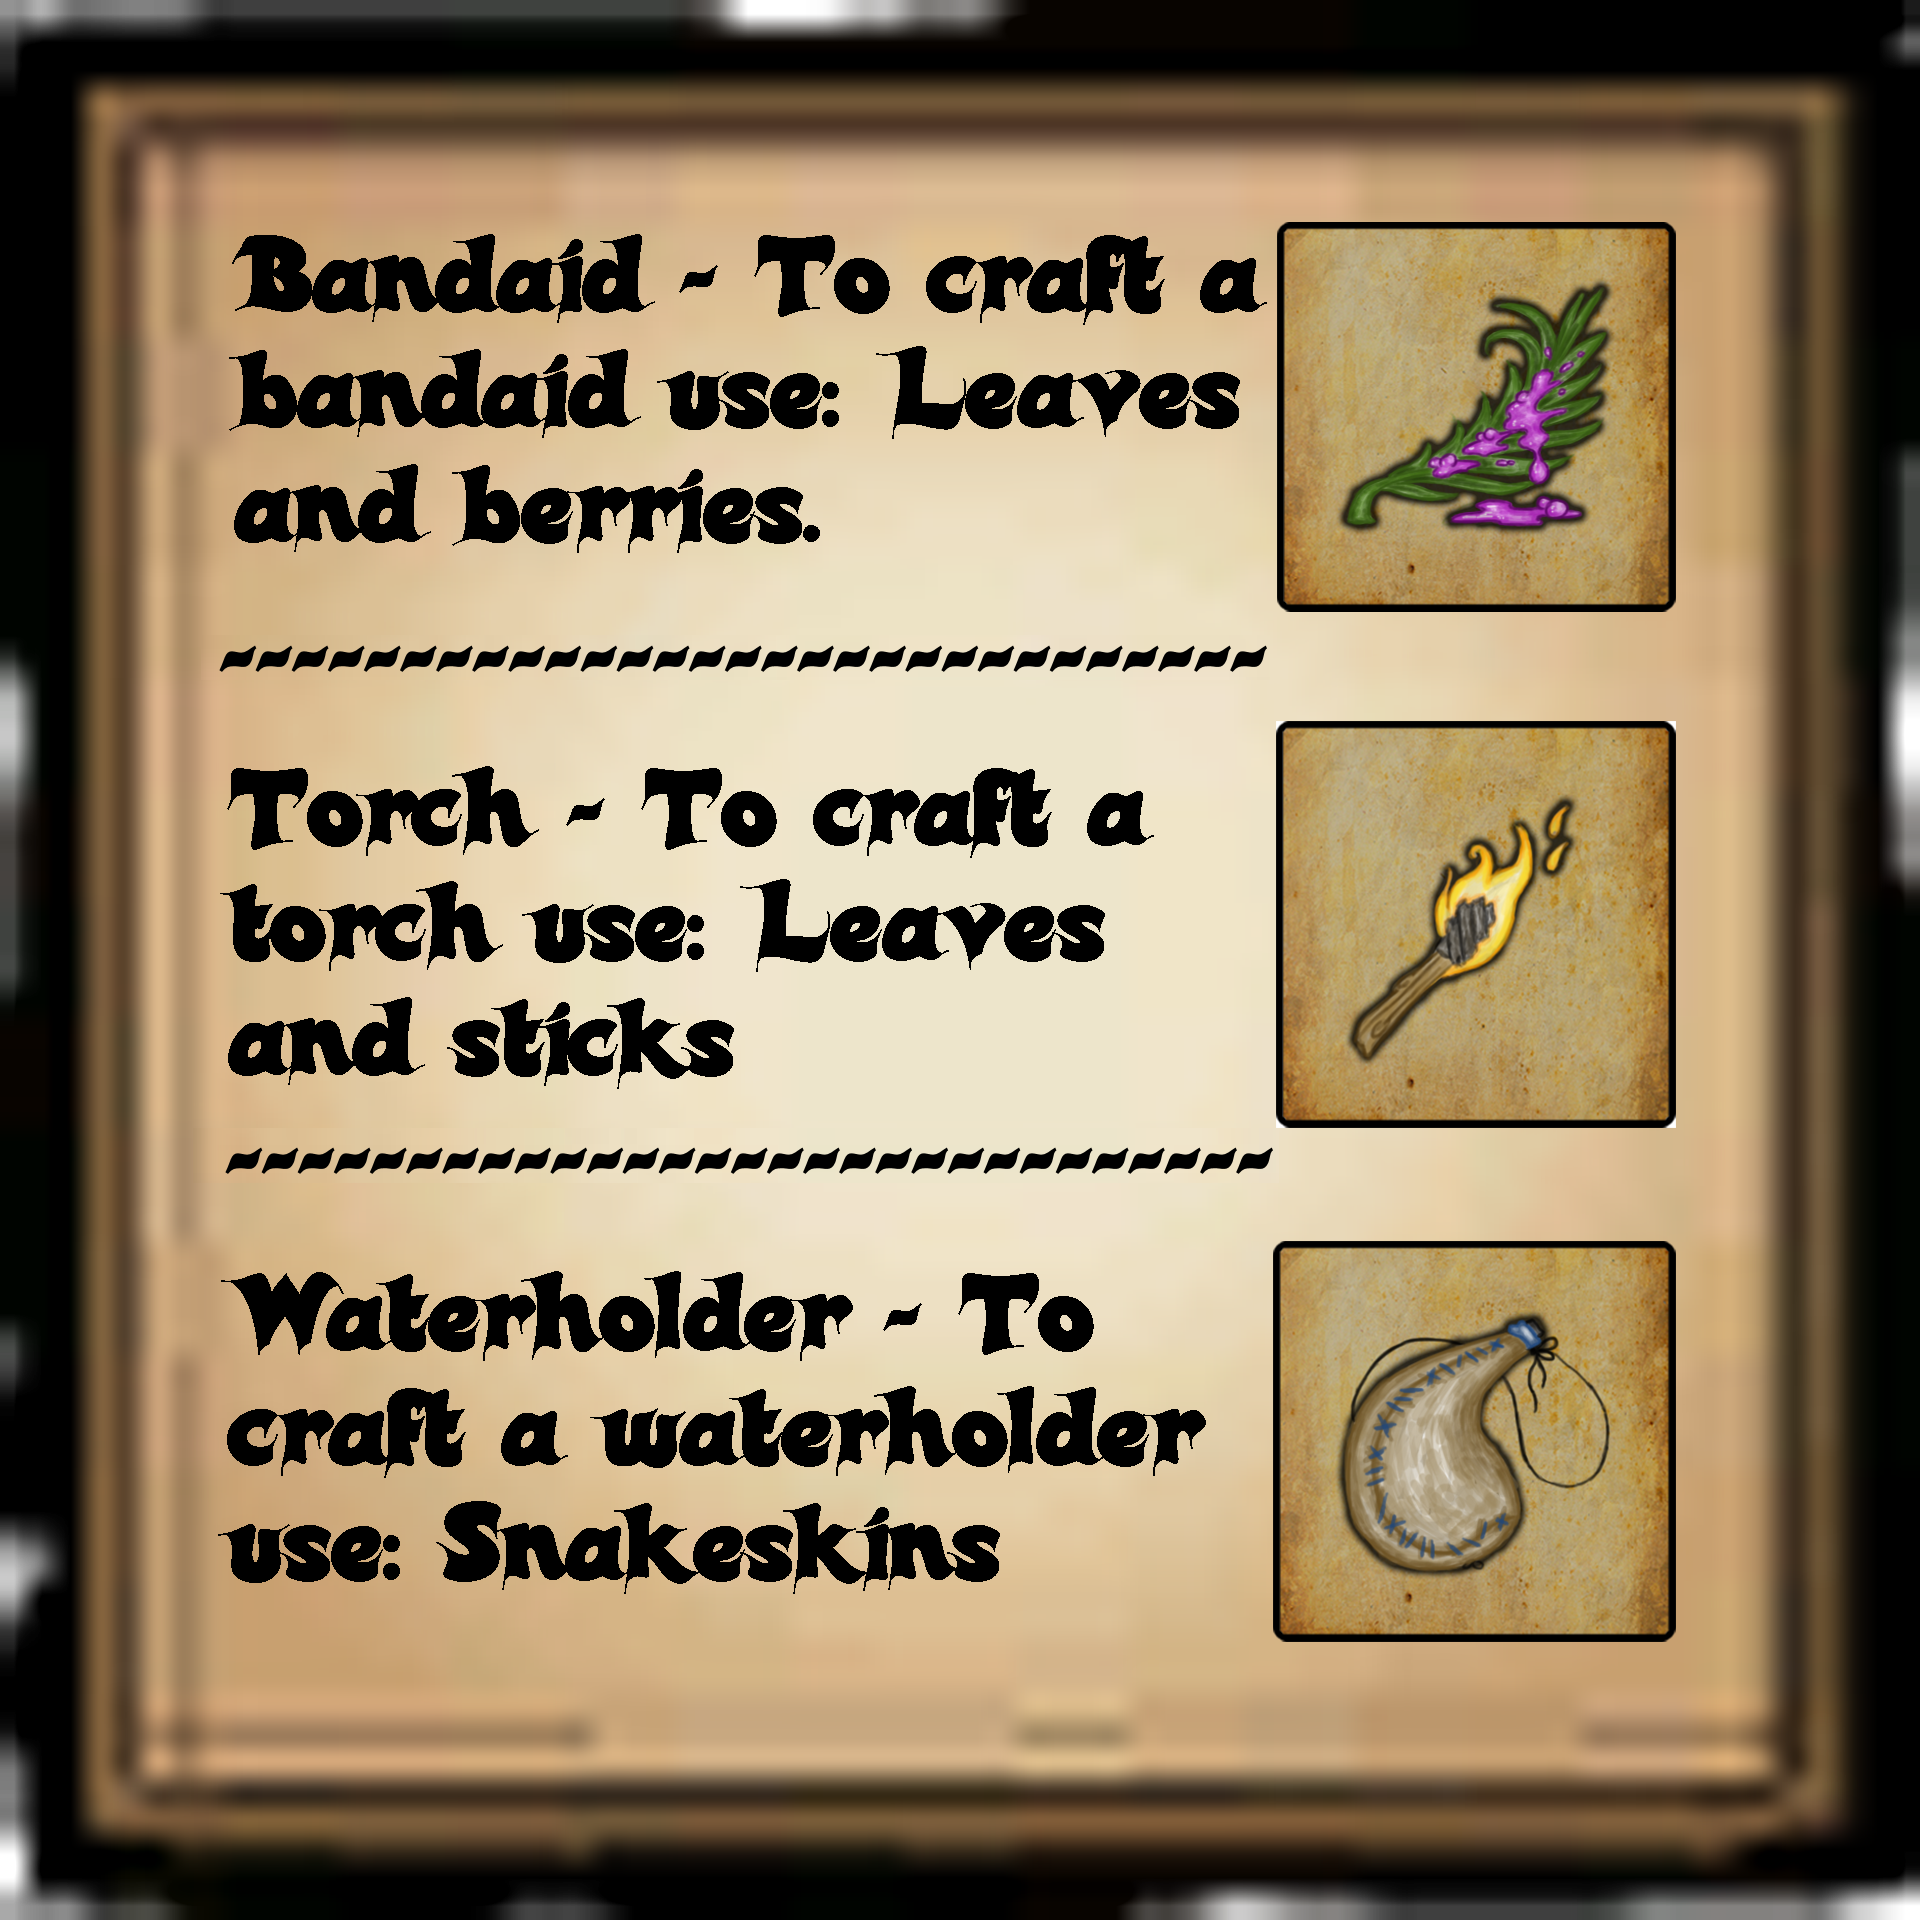 Bandaid - To craft a
bandaid use: Leaves
and berries.
~~~~~~~~~~~~~~~~~~~~~~~~~~~~~
Torch - To craft a
torch use: Leaves
and sticks
~~~~~~~~~~~~~~~~~~~~~~~~~~~~~
Waterholder - To
craft a waterholder
use: Snakeskins